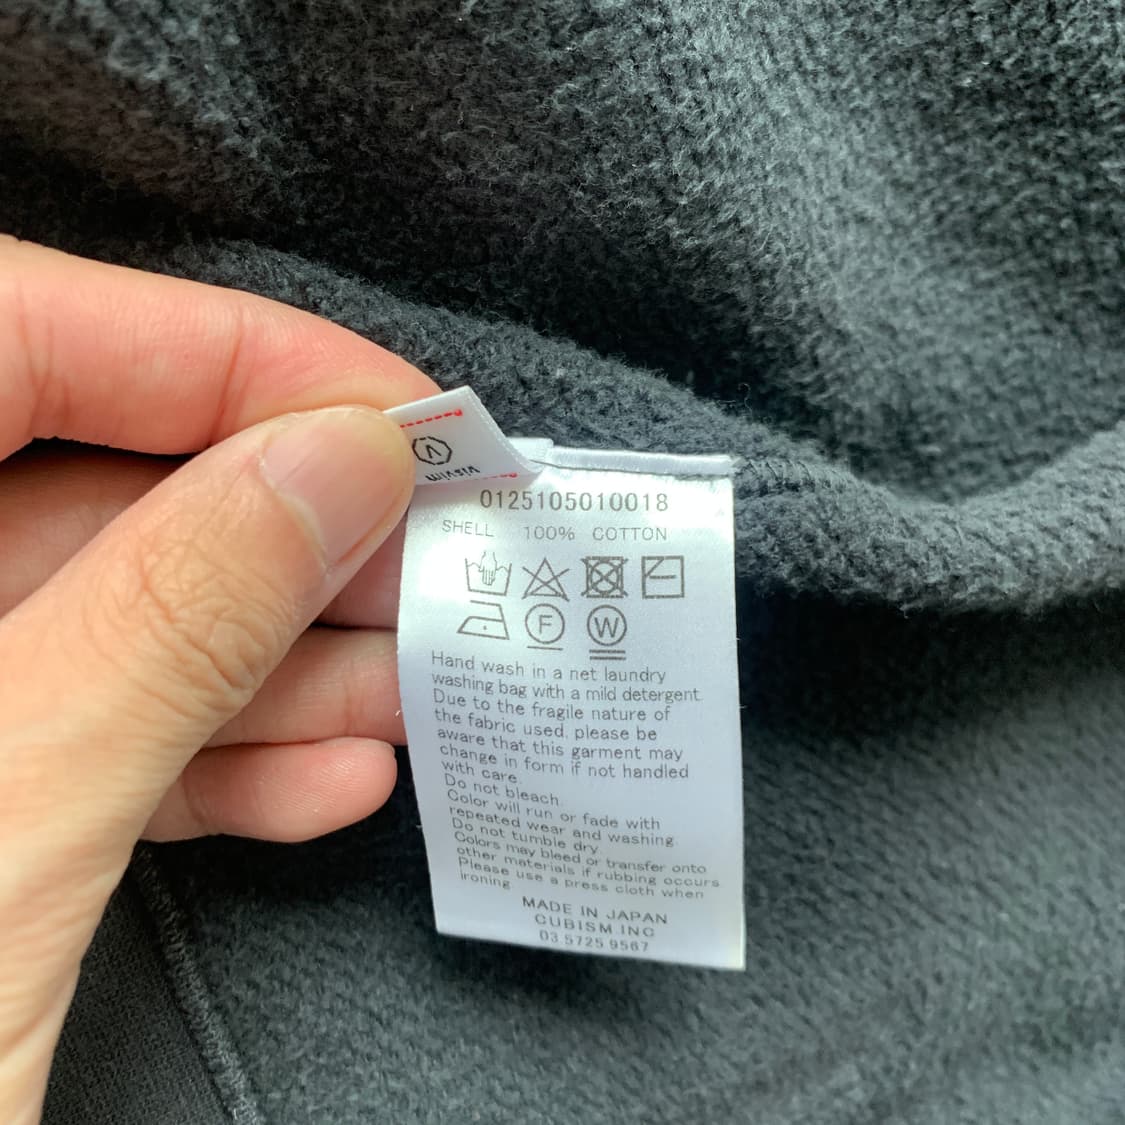 visvim
0125105010018
SHELL 100% COTTON
F W
Hand wash in a net laundry
washing bag with a mild detergent.
Due to the fragile nature of
the fabric used, please be
aware that this garment may
change in form if not handled
with care.
Do not bleach.
Color will run or fade with
repeated wear and washing.
Do not tumble dry.
Colors may bleed or transfer onto
other materials if rubbing occurs
Please use a press cloth when
ironing.
MADE IN JAPAN
CUBISM.INC
03.5725.9567